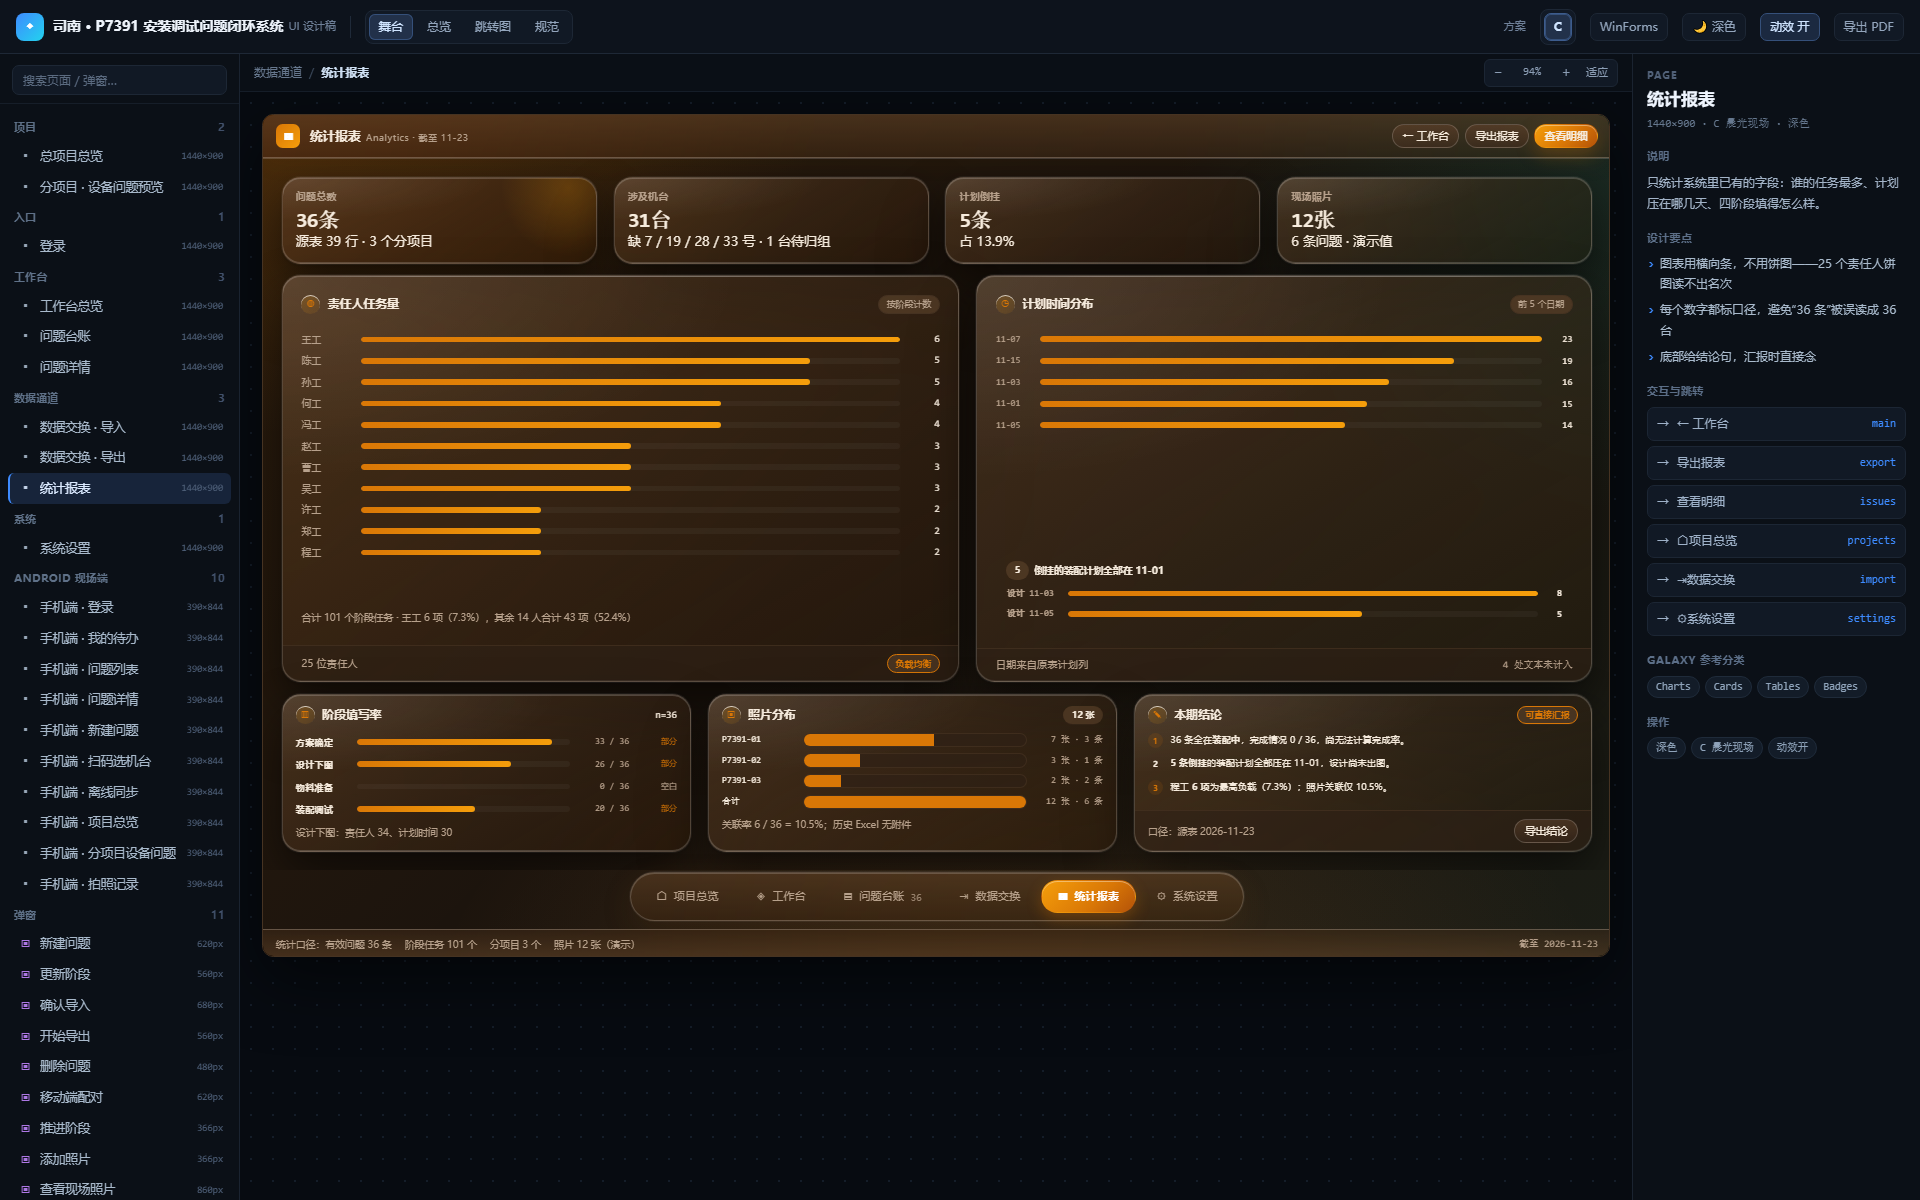 司南 • P7391 安装调试问题闭环系统 UI 设计稿
舞台 总览 跳转图 规范
方案 C WinForms 深色 动效 开 导出 PDF
搜索页面 / 弹窗...
项目 2
总项目总览 1440×900
分项目 · 设备问题预览 1440×900
入口 1
登录 1440×900
工作台 3
工作台总览 1440×900
问题台账 1440×900
问题详情 1440×900
数据通道 3
数据交换 · 导入 1440×900
数据交换 · 导出 1440×900
统计报表 1440×900
系统 1
系统设置 1440×900
ANDROID 现场端 10
手机端 · 登录 390×844
手机端 · 我的待办 390×844
手机端 · 问题列表 390×844
手机端 · 问题详情 390×844
手机端 · 新建问题 390×844
手机端 · 扫码选机台 390×844
手机端 · 离线同步 390×844
手机端 · 项目总览 390×844
手机端 · 分项目设备问题 390×844
手机端 · 拍照记录 390×844
弹窗 11
新建问题 620px
更新阶段 560px
确认导入 680px
开始导出 560px
删除问题 480px
移动端配对 620px
推进阶段 366px
添加照片 366px
查看现场照片 860px
数据通道 / 统计报表
− 94% + 适应
统计报表 Analytics · 截至 11-23
← 工作台 导出报表 查看明细
问题总数
36条
源表 39 行 · 3 个分项目
涉及机台
31台
缺 7 / 19 / 28 / 33 号 · 1 台待归组
计划倒挂
5条
占 13.9%
现场照片
12张
6 条问题 · 演示值
责任人任务量 按阶段计数
王工 6
陈工 5
孙工 5
何工 4
冯工 4
赵工 3
曹工 3
吴工 3
许工 2
郑工 2
程工 2
合计 101 个阶段任务 · 王工 6 项（7.3%），其余 14 人合计 43 项（52.4%）
25 位责任人 负载均衡
计划时间分布 前 5 个日期
11-07 23
11-15 19
11-03 16
11-01 15
11-05 14
5 倒挂的装配计划全部在 11-01
设计 11-03 8
设计 11-05 5
日期来自原表计划列 4 处文本未计入
阶段填写率 n=36
方案确定 33 / 36 部分
设计下图 26 / 36 部分
物料准备 0 / 36 空白
装配调试 20 / 36 部分
设计下图：责任人 34、计划时间 30
照片分布 12 张
P7391-01 7 张 · 3 条
P7391-02 3 张 · 1 条
P7391-03 2 张 · 2 条
合计 12 张 · 6 条
关联率 6 / 36 = 10.5%；历史 Excel 无附件
本期结论 可直接汇报
1 36 条全在装配中，完成情况 0 / 36，尚无法计算完成率。
2 5 条倒挂的装配计划全部压在 11-01，设计尚未出图。
3 程工 6 项为最高负载（7.3%）；照片关联仅 10.5%。
口径：源表 2026-11-23 导出结论
项目总览 工作台 问题台账 36 数据交换 统计报表 系统设置
统计口径：有效问题 36 条 阶段任务 101 个 分项目 3 个 照片 12 张（演示） 截至 2026-11-23
PAGE
统计报表
1440×900 · C 晨光现场 · 深色
说明
只统计系统里已有的字段：谁的任务最多、计划
压在哪几天、四阶段填得怎么样。
设计要点
› 图表用横向条，不用饼图——25 个责任人饼
图读不出名次
› 每个数字都标口径，避免“36 条”被误读成 36
台
› 底部给结论句，汇报时直接念
交互与跳转
→ ← 工作台 main
→ 导出报表 export
→ 查看明细 issues
→ 项目总览 projects
→ ⇥数据交换 import
→ ⚙系统设置 settings
GALAXY 参考分类
Charts Cards Tables Badges
操作
深色 C 晨光现场 动效开